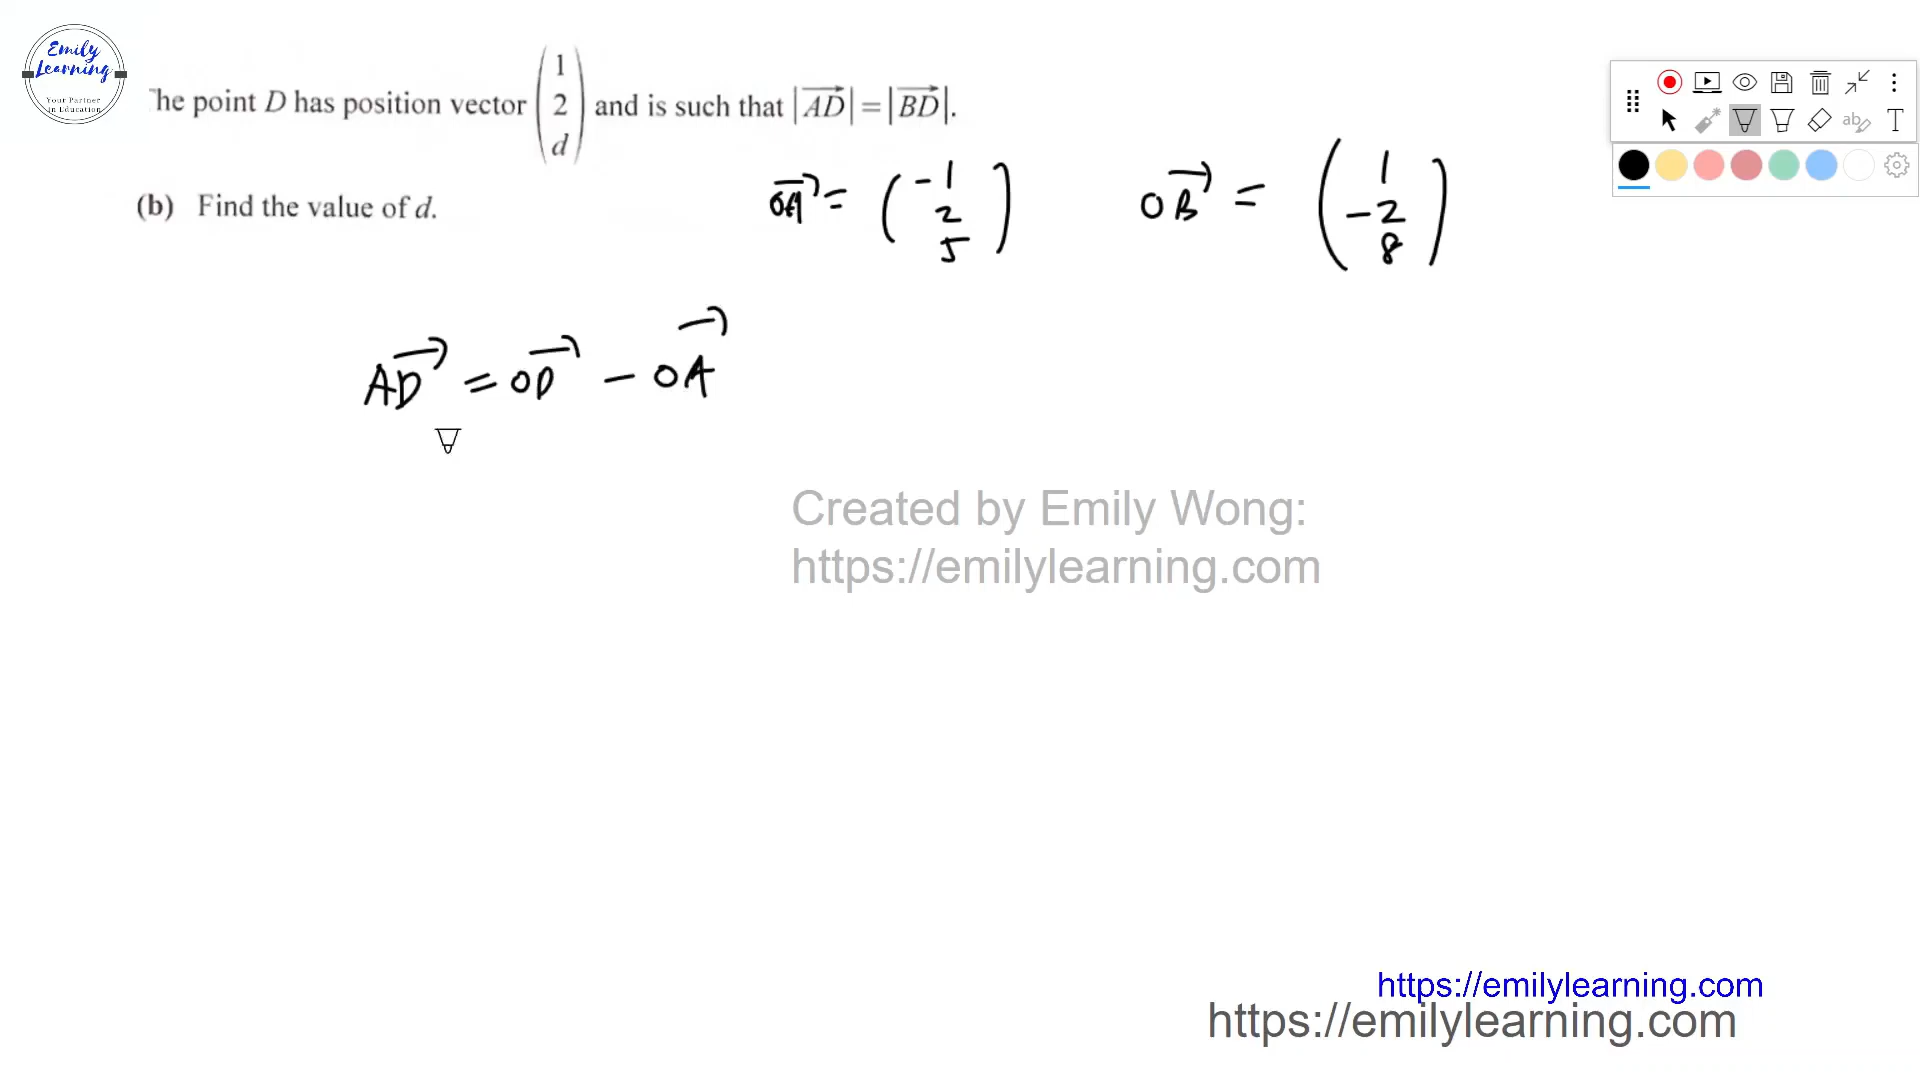 Emily
Learning
Your Partner
in Education
The point D has position vector (1 2 d) and is such that |AD→| = |BD→|.
(b) Find the value of d.
OA→ = (-1 2 5)
OB→ = (1 -2 8)
AD→ = OD→ - OA→
Created by Emily Wong:
https://emilylearning.com
https://emilylearning.com
https://emilylearning.com
ab
T